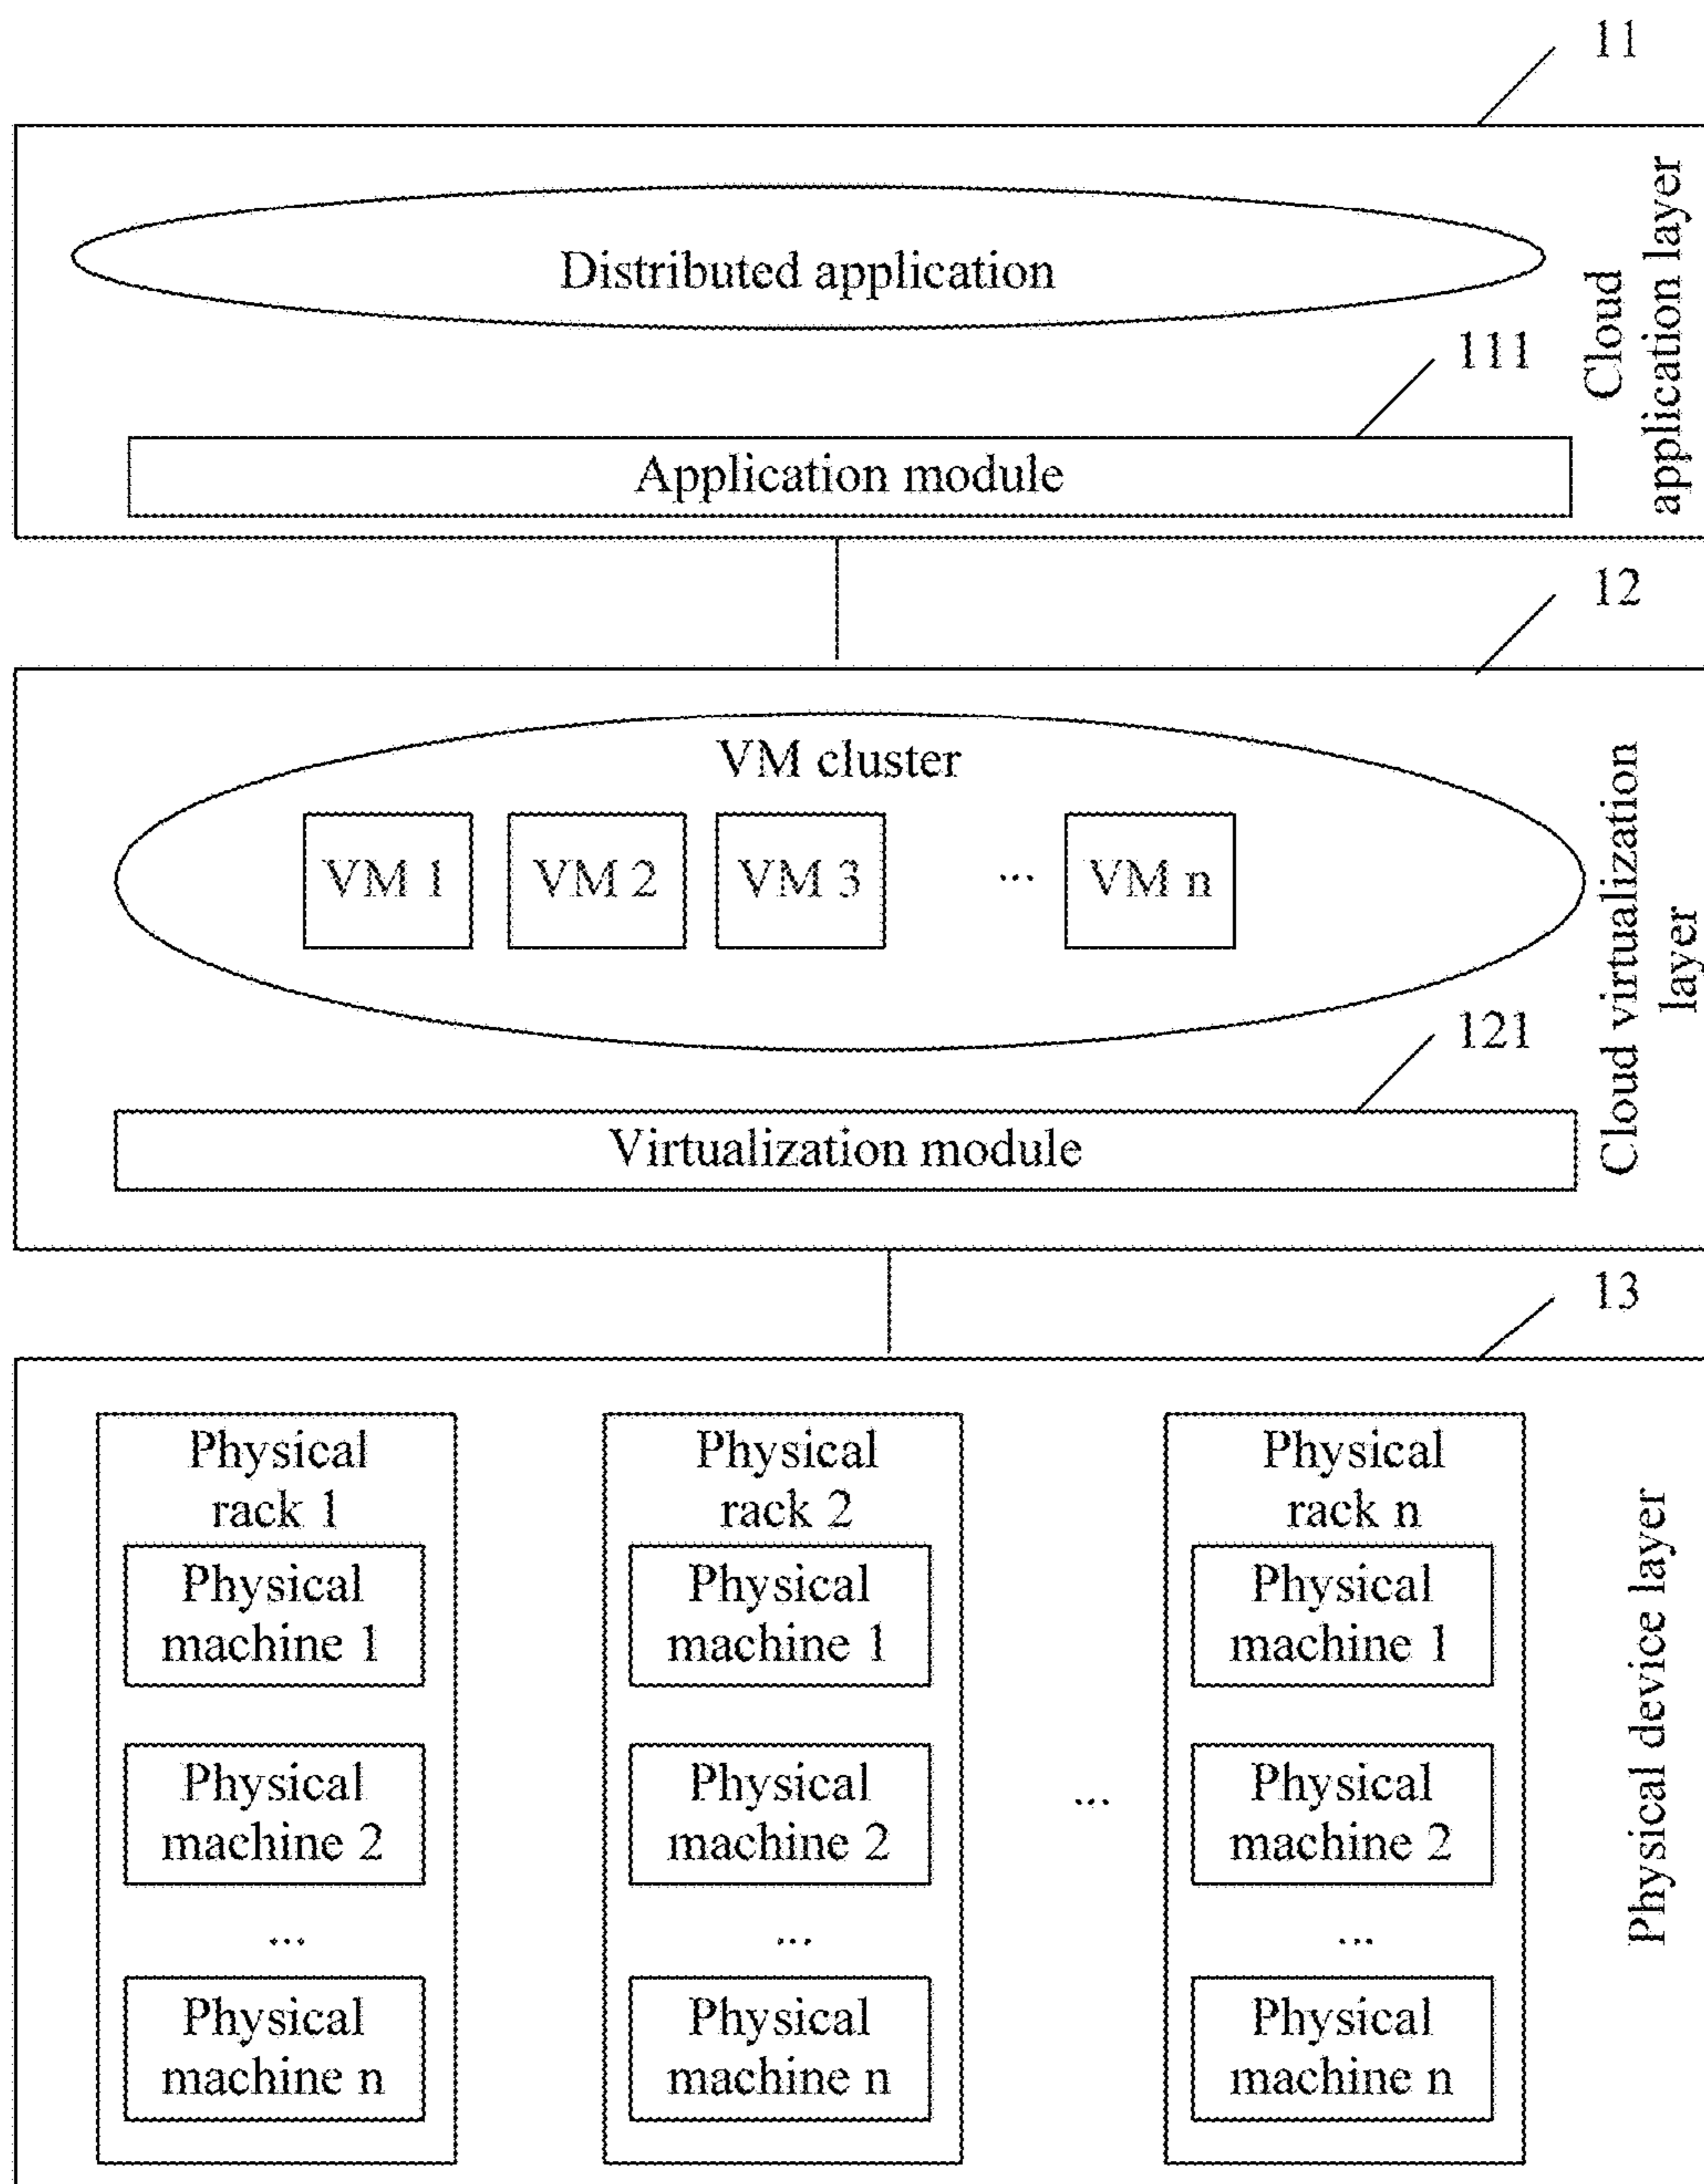 11
Distributed application
111
Application module
Cloud
application layer
12
VM cluster
VM 1
VM 2
VM 3
...
VM n
121
Virtualization module
Cloud virtualization
layer
13
Physical
rack 1
Physical
machine 1
Physical
machine 2
...
Physical
machine n
Physical
rack 2
Physical
machine 1
Physical
machine 2
...
Physical
machine n
...
Physical
rack n
Physical
machine 1
Physical
machine 2
...
Physical
machine n
Physical device layer